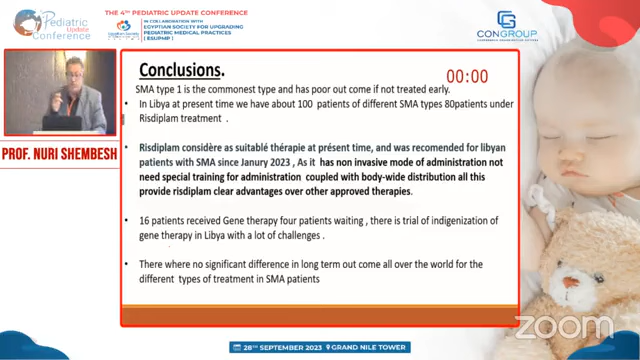 Pediatric
Update
Conference
THE 4TH PEDIATRIC UPDATE CONFERENCE
IN COLLABORATION WITH
EGYPTIAN SOCIETY FOR UPGRADING
PEDIATRIC MEDICAL PRACTICES
(ESUPMP)
CONGROUP
Conclusions.
00:00
SMA type 1 is the commonest type and has poor out come if not treated early.
• In Libya at present time we have about 100 patients of different SMA types 80patients under
Risdiplam treatment .
• Risdiplam considère as suitablé thérapie at présent time, and was recomended for libyan
patients with SMA since Janury 2023 , As it has non invasive mode of administration not
need special training for administration coupled with body-wide distribution all this
provide risdiplam clear advantages over other approved therapies.
• 16 patients received Gene therapy four patients waiting , there is trial of indigenization of
gene therapy in Libya with a lot of challenges .
• There where no significant difference in long term out come all over the world for the
different types of treatment in SMA patients
PROF. NURI SHEMBESH
zoom
28TH SEPTEMBER 2023 GRAND NILE TOWER